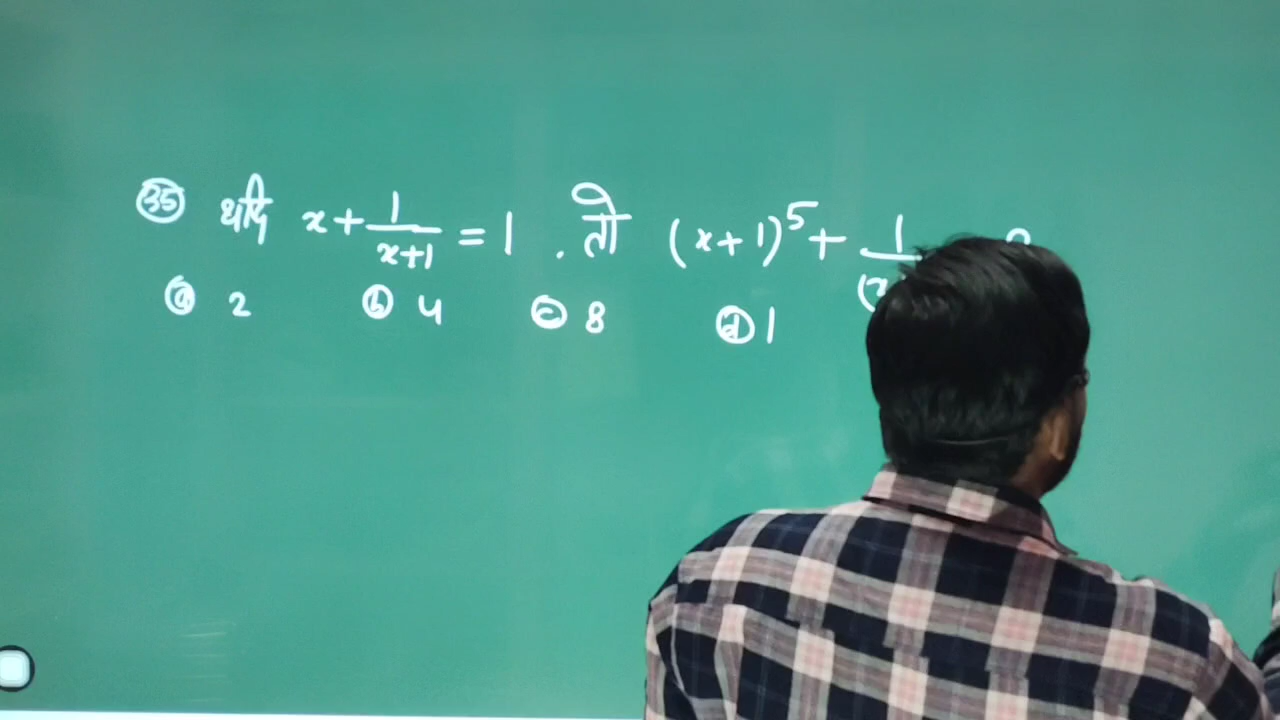 35 यदि x + 1/(x+1) = 1 . तो (x+1)^5 + 1/(x
ⓐ 2 ⓑ 4 ⓒ 8 ⓓ 1